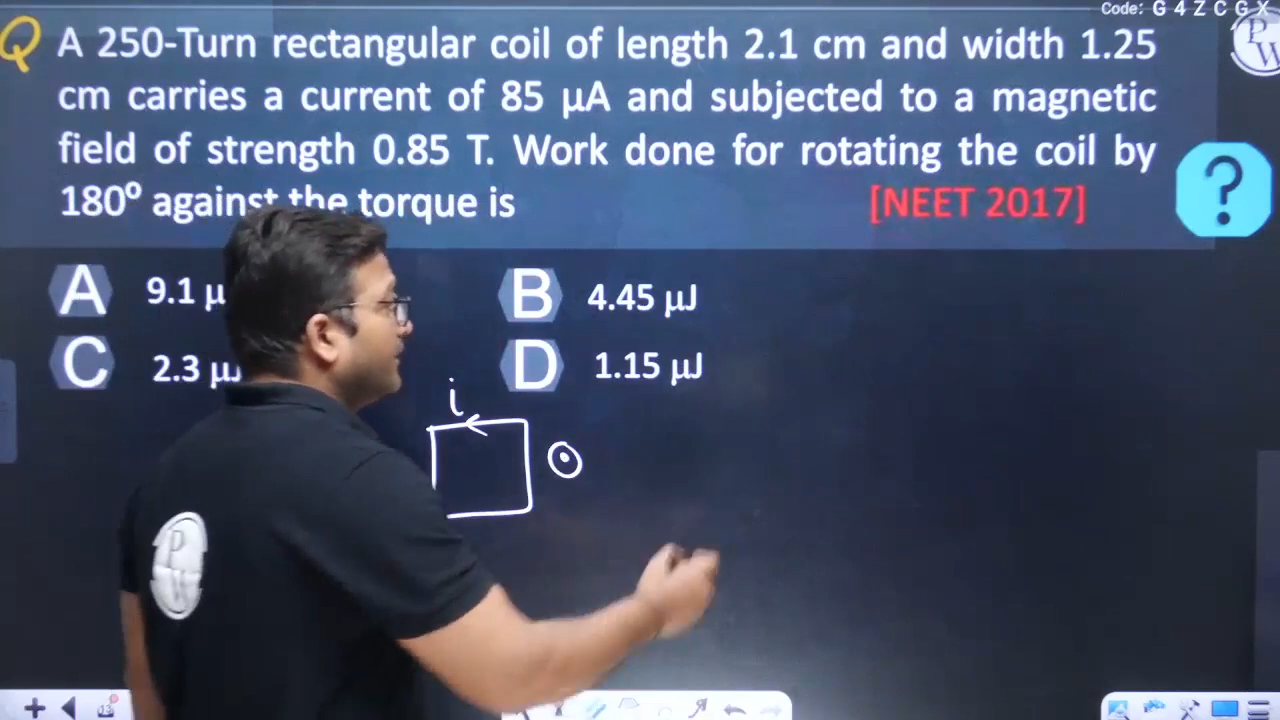 Code: G 4 Z C G X
Q A 250-Turn rectangular coil of length 2.1 cm and width 1.25
cm carries a current of 85 μA and subjected to a magnetic
field of strength 0.85 T. Work done for rotating the coil by
180⁰ against the torque is [NEET 2017]
?
A 9.1 μ
B 4.45 μJ
C 2.3 μJ
D 1.15 μJ
i
P
W
P
W